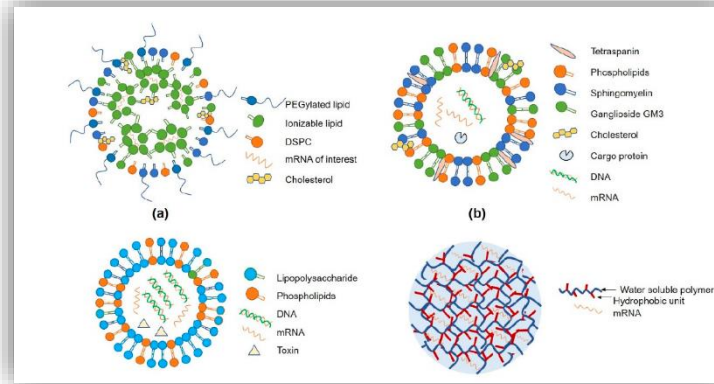 PEGylated lipid
Ionizable lipid
DSPC
mRNA of interest
Cholesterol
(a)
Tetraspanin
Phospholipids
Sphingomyelin
Ganglioside GM3
Cholesterol
Cargo protein
DNA
mRNA
(b)
Lipopolysaccharide
Phospholipids
DNA
mRNA
Toxin
Water soluble polymer
Hydrophobic unit
mRNA